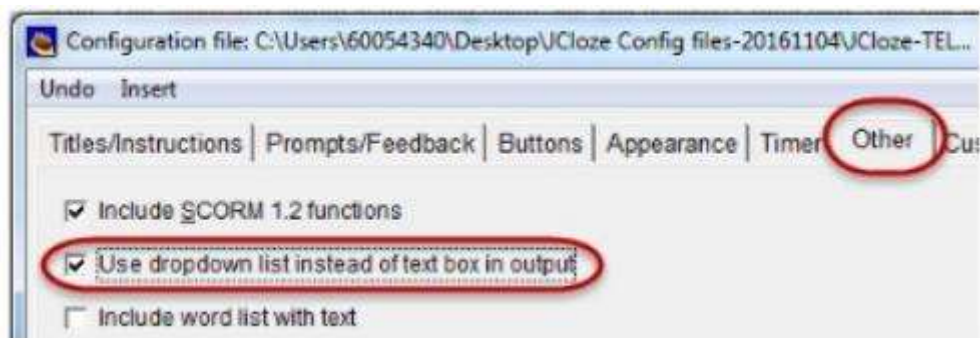 Configuration file: C:\Users\60054340\Desktop\JCloze Config files-20161104\JCloze-TEL...
Undo Insert
Titles/Instructions Prompts/Feedback Buttons Appearance Timer Other Cus
Include SCORM 1.2 functions
Use dropdown list instead of text box in output
Include word list with text